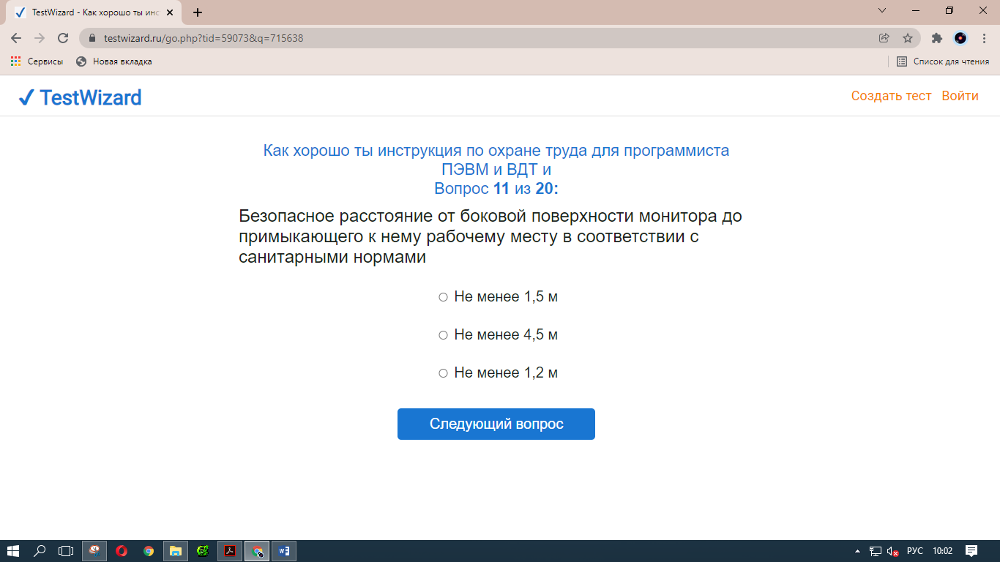 TestWizard - Как хорошо ты инс
testwizard.ru/go.php?tid=59073&q=715638
Сервисы Новая вкладка Список для чтения
TestWizard Создать тест Войти
Как хорошо ты инструкция по охране труда для программиста
ПЭВМ и ВДТ и
Вопрос 11 из 20:
Безопасное расстояние от боковой поверхности монитора до
примыкающего к нему рабочему месту в соответствии с
санитарными нормами
Не менее 1,5 м
Не менее 4,5 м
Не менее 1,2 м
Следующий вопрос
РУС 10:02